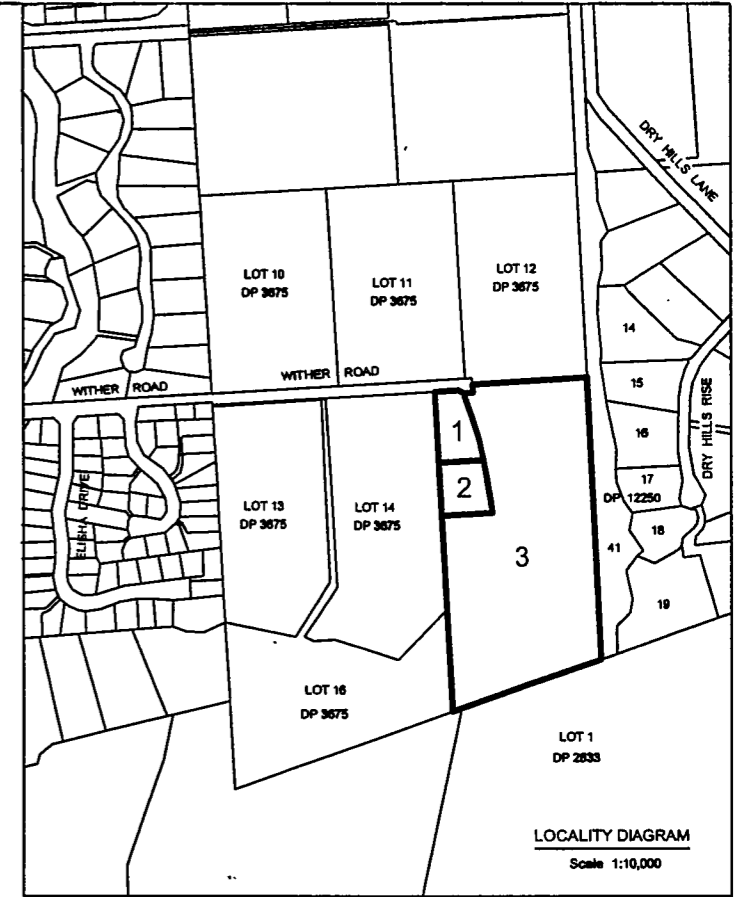 DRY HILLS LANE
LOT 10
DP 3675
LOT 11
DP 3675
LOT 12
DP 3675
14
WITHER ROAD
WITHER ROAD
15
DRY HILLS RISE
1
16
2
17
ELISHA DRIVE
LOT 13
DP 3675
LOT 14
DP 3675
DP 12250
18
3
41
19
LOT 16
DP 3675
LOT 1
DP 2633
LOCALITY DIAGRAM
Scale 1:10,000